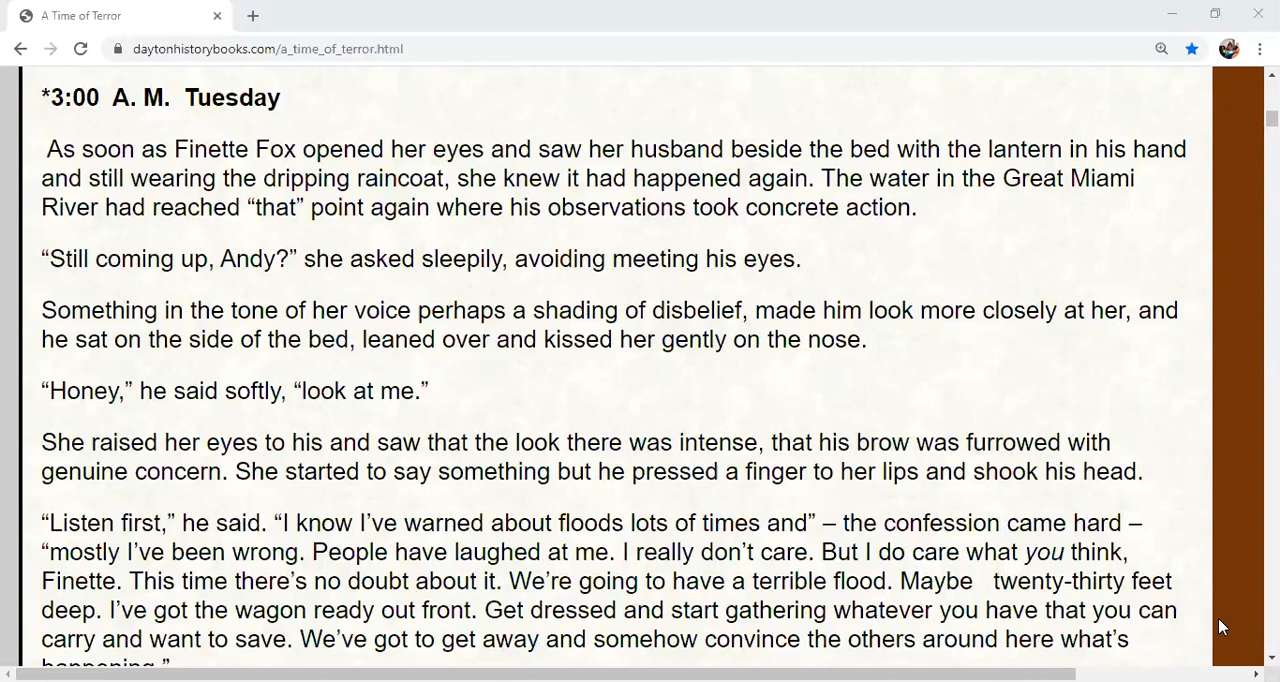 A Time of Terror
daytonhistorybooks.com/a_time_of_terror.html
*3:00  A. M.  Tuesday
As soon as Finette Fox opened her eyes and saw her husband beside the bed with the lantern in his hand
and still wearing the dripping raincoat, she knew it had happened again. The water in the Great Miami
River had reached “that” point again where his observations took concrete action.
“Still coming up, Andy?” she asked sleepily, avoiding meeting his eyes.
Something in the tone of her voice perhaps a shading of disbelief, made him look more closely at her, and
he sat on the side of the bed, leaned over and kissed her gently on the nose.
“Honey,” he said softly, “look at me.”
She raised her eyes to his and saw that the look there was intense, that his brow was furrowed with
genuine concern. She started to say something but he pressed a finger to her lips and shook his head.
“Listen first,” he said. “I know I’ve warned about floods lots of times and” – the confession came hard –
“mostly I’ve been wrong. People have laughed at me. I really don’t care. But I do care what you think,
Finette. This time there’s no doubt about it. We’re going to have a terrible flood. Maybe   twenty-thirty feet
deep. I’ve got the wagon ready out front. Get dressed and start gathering whatever you have that you can
carry and want to save. We’ve got to get away and somehow convince the others around here what’s
happening.”